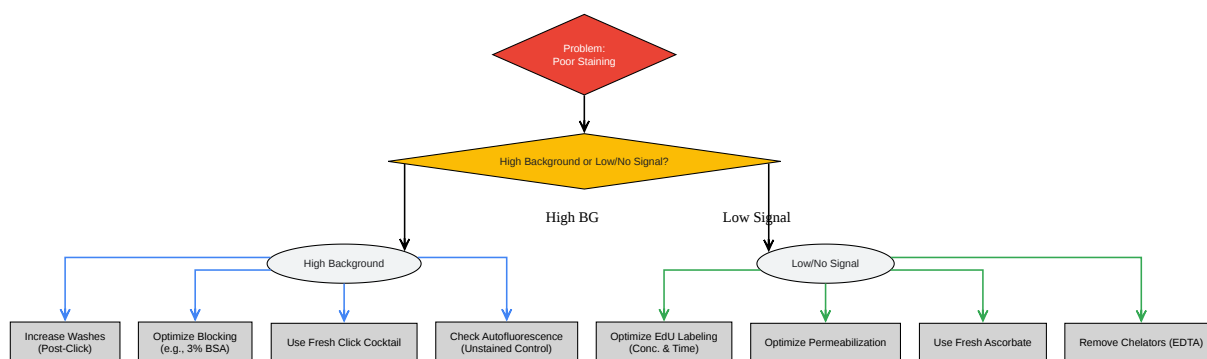 Problem:
Poor Staining
High Background or Low/No Signal?
High BG
Low Signal
High Background
Low/No Signal
Increase Washes
(Post-Click)
Optimize Blocking
(e.g., 3% BSA)
Use Fresh Click Cocktail
Check Autofluorescence
(Unstained Control)
Optimize EdU Labeling
(Conc. & Time)
Optimize Permeabilization
Use Fresh Ascorbate
Remove Chelators (EDTA)